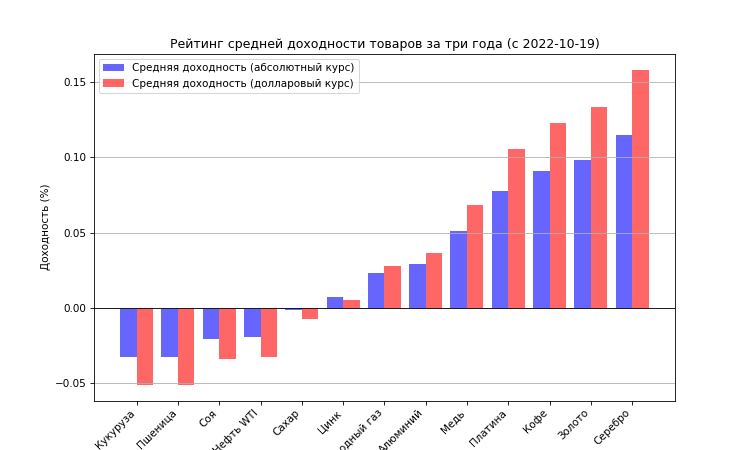 Рейтинг средней доходности товаров за три года (с 2022-10-19)
Средняя доходность (абсолютный курс)
Средняя доходность (долларовый курс)
Доходность (%)
0.15
0.10
0.05
0.00
−0.05
Кукуруза
Пшеница
Соя
Нефть WTI
Сахар
Цинк
газ
Алюминий
Медь
Платина
Кофе
Золото
Серебро